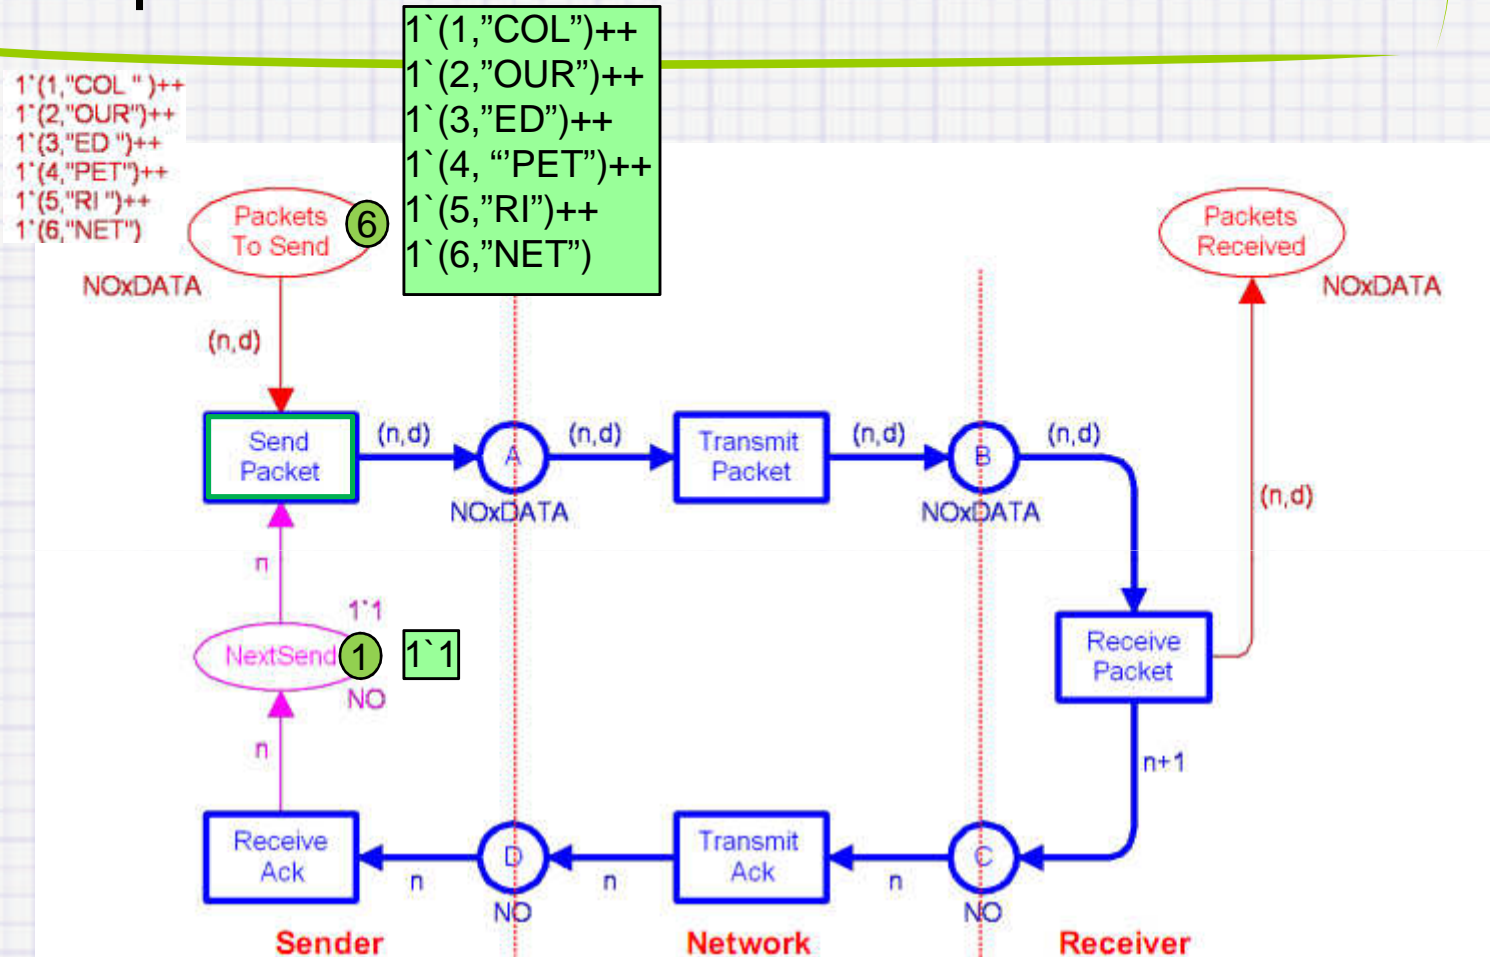 1`(1,"COL " )++
1`(2,"OUR")++
1`(3,"ED ")++
1`(4,"PET")++
1`(5,"RI ")++
1`(6,"NET")
1`(1,”COL”)++
1`(2,”OUR”)++
1`(3,”ED”)++
1`(4, “’PET”)++
1`(5,”RI”)++
1`(6,”NET”)
Packets
To Send
6
NOxDATA
(n,d)
Packets
Received
NOxDATA
Send
Packet
(n,d)
A
NOxDATA
(n,d)
Transmit
Packet
(n,d)
B
NOxDATA
(n,d)
(n,d)
n
1`1
NextSend
1
1`1
NO
n
Receive
Packet
n+1
Receive
Ack
n
D
NO
n
Transmit
Ack
n
C
NO
Sender
Network
Receiver